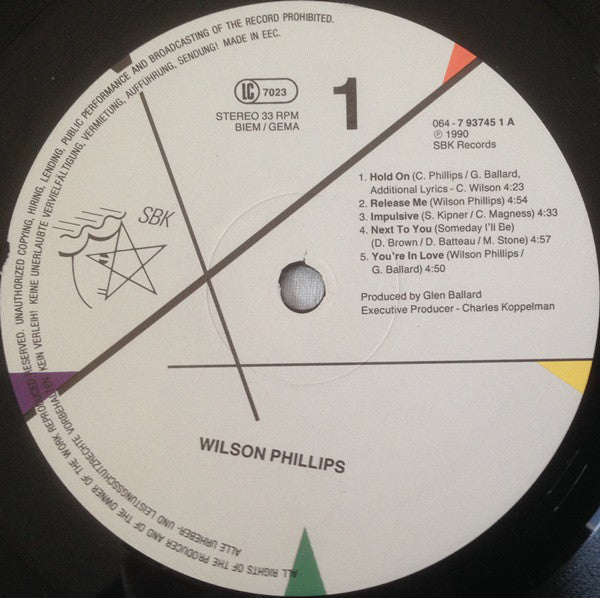 ALL RIGHTS OF THE PRODUCER AND OF THE OWNER OF THE WORK REPRODUCED RESERVED. UNAUTHORIZED COPYING, HIRING, LENDING, PUBLIC PERFORMANCE AND BROADCASTING OF THE RECORD PROHIBITED.
ALLE URHEBER- UND LEISTUNGSSCHUTZRECHTE VORBEHALTEN. KEIN VERLEIH! KEINE UNERLAUBTE VERVIELFÄLTIGUNG, VERMIETUNG, AUFFÜHRUNG, SENDUNG! MADE IN EEC.
LC 7023
STEREO 33 RPM
BIEM / GEMA
1
064-7 93745 1 A
℗ 1990
SBK Records
SBK
1. Hold On (C. Phillips / G. Ballard,
Additional Lyrics - C. Wilson 4:23
2. Release Me (Wilson Phillips) 4:54
3. Impulsive (S. Kipner / C. Magness) 4:33
4. Next To You (Someday I'll Be)
(D. Brown / D. Batteau / M. Stone) 4:57
5. You're In Love (Wilson Phillips /
G. Ballard) 4:50
Produced by Glen Ballard
Executive Producer - Charles Koppelman
WILSON PHILLIPS